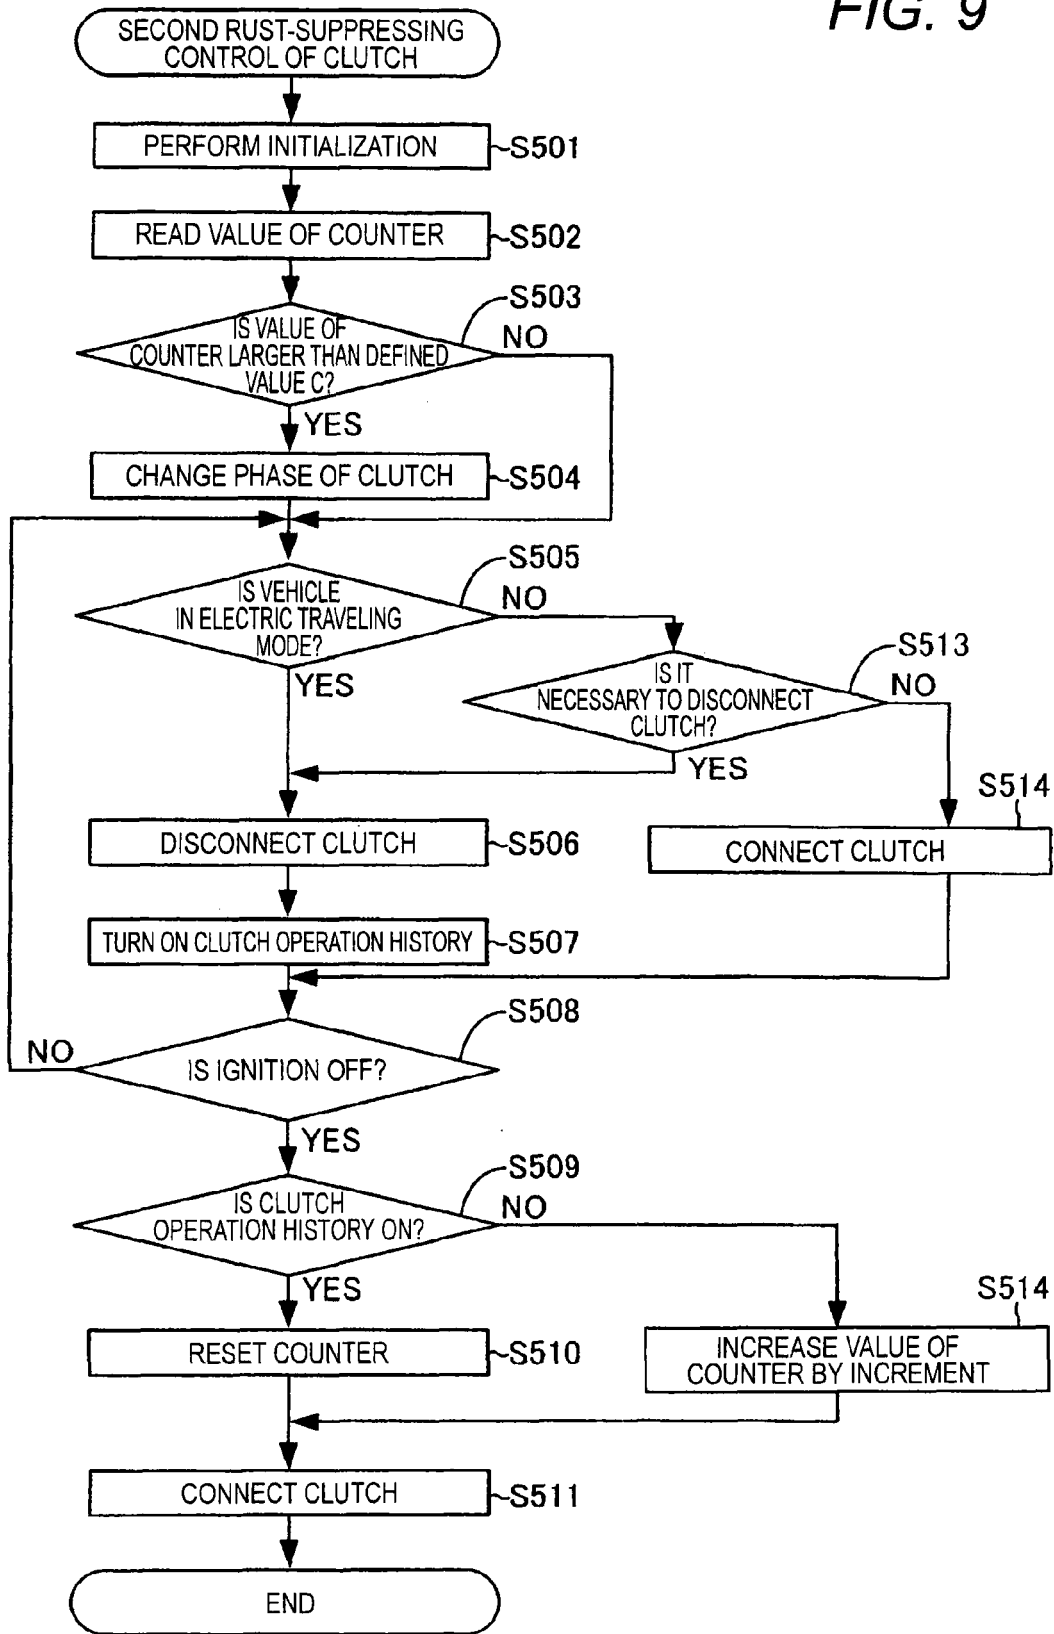 FIG. 9
SECOND RUST-SUPPRESSING
CONTROL OF CLUTCH
PERFORM INITIALIZATION
S501
READ VALUE OF COUNTER
S502
S503
IS VALUE OF
COUNTER LARGER THAN DEFINED
VALUE C?
NO
YES
CHANGE PHASE OF CLUTCH
S504
S505
IS VEHICLE
IN ELECTRIC TRAVELING
MODE?
NO
YES
S513
IS IT
NECESSARY TO DISCONNECT
CLUTCH?
NO
YES
S514
CONNECT CLUTCH
DISCONNECT CLUTCH
S506
TURN ON CLUTCH OPERATION HISTORY
S507
S508
IS IGNITION OFF?
NO
YES
S509
IS CLUTCH
OPERATION HISTORY ON?
NO
YES
S514
INCREASE VALUE OF
COUNTER BY INCREMENT
RESET COUNTER
S510
CONNECT CLUTCH
S511
END